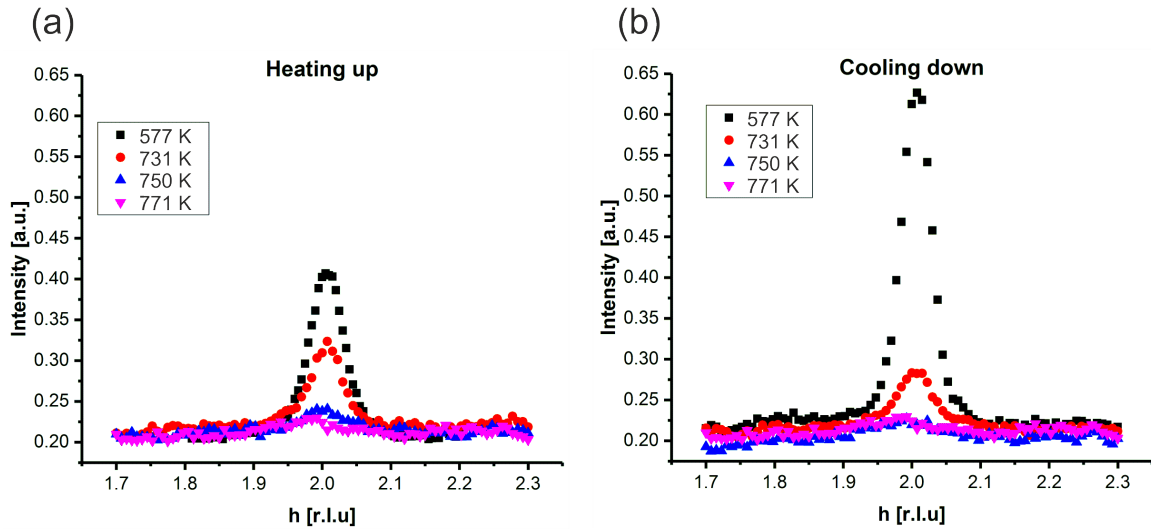 (a)
Heating up
577 K
731 K
750 K
771 K
0.65
0.60
0.55
0.50
0.45
0.40
0.35
0.30
0.25
0.20
Intensity [a.u.]
1.7
1.8
1.9
2.0
2.1
2.2
2.3
h [r.l.u]
(b)
Cooling down
577 K
731 K
750 K
771 K
0.65
0.60
0.55
0.50
0.45
0.40
0.35
0.30
0.25
0.20
Intensity [a.u.]
1.7
1.8
1.9
2.0
2.1
2.2
2.3
h [r.l.u]